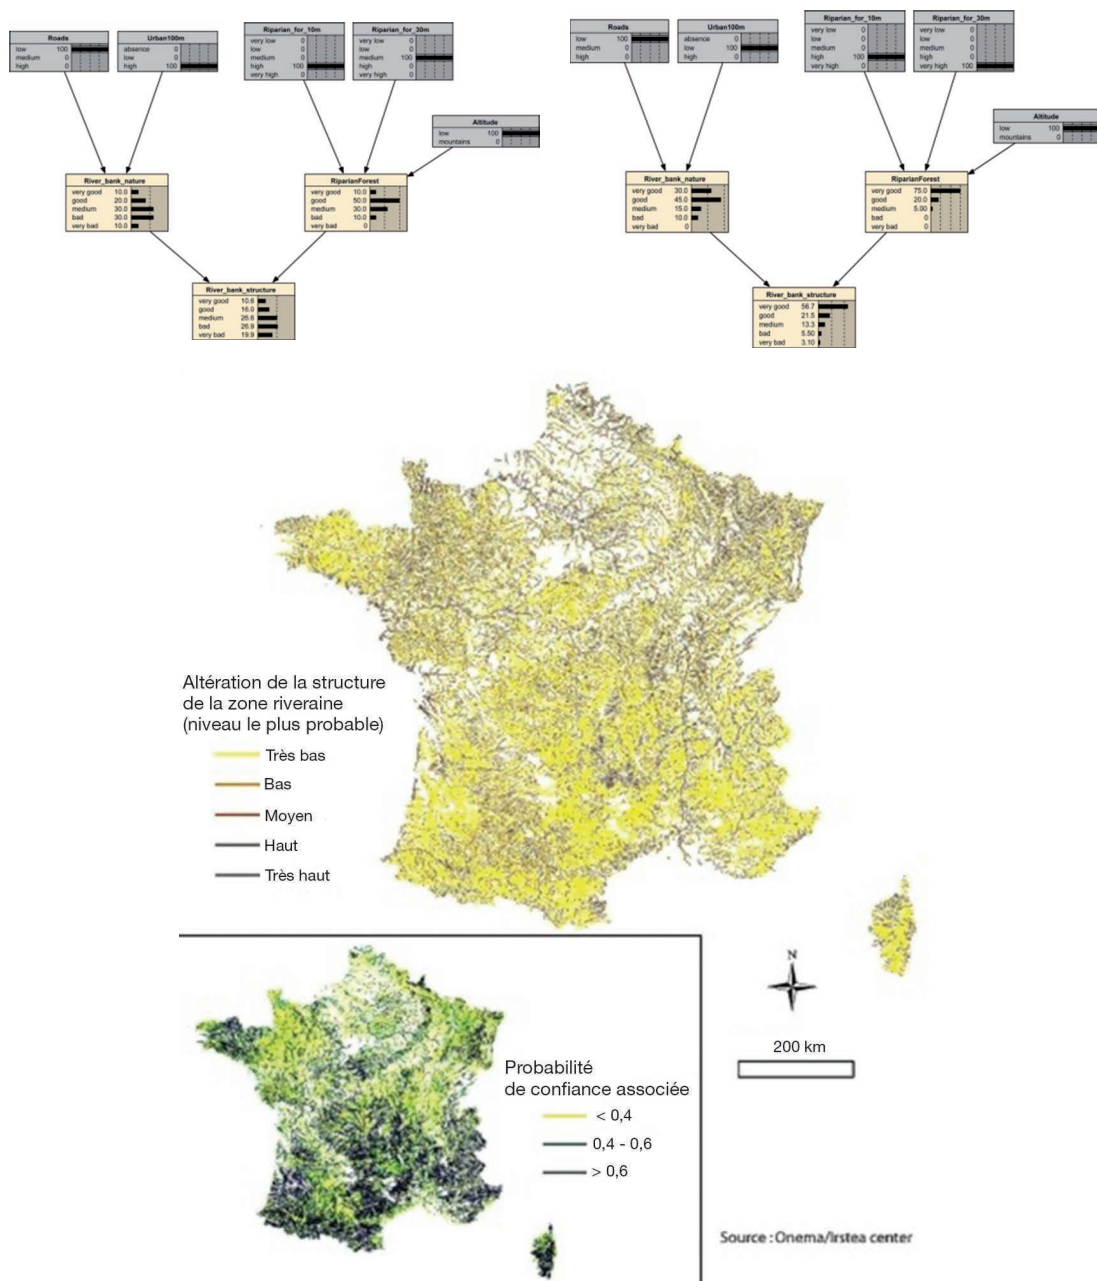 Roads
low 100
medium 0
high 0
Urban100m
absence 0
low 0
high 100
Riparian_for_10m
very low 0
low 0
medium 0
high 100
very high 0
Riparian_for_30m
very low 0
low 0
medium 100
high 0
very high 0
Altitude
low 100
mountains 0
River_bank_nature
very good 10.0
good 20.0
medium 30.0
bad 30.0
very bad 10.0
RiparianForest
very good 10.0
good 50.0
medium 30.0
bad 10.0
very bad 0
River_bank_structure
very good 10.6
good 16.0
medium 26.6
bad 26.9
very bad 19.9
Roads
low 100
medium 0
high 0
Urban100m
absence 0
low 100
high 0
Riparian_for_10m
very low 0
low 0
medium 0
high 100
very high 0
Riparian_for_30m
very low 0
low 0
medium 0
high 0
very high 100
Altitude
low 100
mountains 0
River_bank_nature
very good 30.0
good 45.0
medium 15.0
bad 10.0
very bad 0
RiparianForest
very good 75.0
good 20.0
medium 5.00
bad 0
very bad 0
River_bank_structure
very good 56.7
good 21.5
medium 13.3
bad 5.50
very bad 3.10
Altération de la structure
de la zone riveraine
(niveau le plus probable)
Très bas
Bas
Moyen
Haut
Très haut
N
200 km
Probabilité
de confiance associée
< 0,4
0,4 - 0,6
> 0,6
Source : Onema/Irstea center